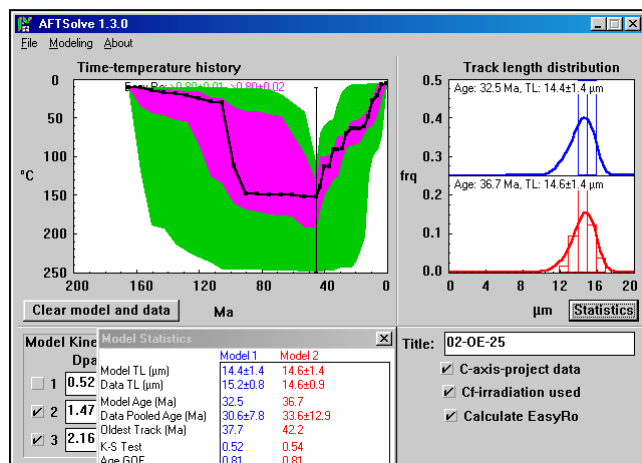 AFTSolve 1.3.0
File Modeling About
Time-temperature history
Track length distribution
0
50
100
150
200
250
°C
200
160
120
80
40
0
Ma
Clear model and data
0.5
0.4
0.3
0.2
0.1
0.0
frq
Age: 32.5 Ma, TL: 14.4±1.4 µm
Age: 36.7 Ma, TL: 14.6±1.4 µm
0 4 8 12 16 20
µm
Statistics
Model Kine
Dpa
1 0.52
2 1.47
3 2.16
Model Statistics
Model 1 Model 2
Model TL (µm) 14.4±1.4 14.6±1.4
Data TL (µm) 15.2±0.8 14.6±0.9
Model Age (Ma) 32.5 36.7
Data Pooled Age (Ma) 30.6±7.8 33.6±12.9
Oldest Track (Ma) 37.7 42.2
K-S Test 0.52 0.54
Age GOF 0.81 0.81
Title: 02-OE-25
C-axis-project data
Cf-irradiation used
Calculate EasyRo